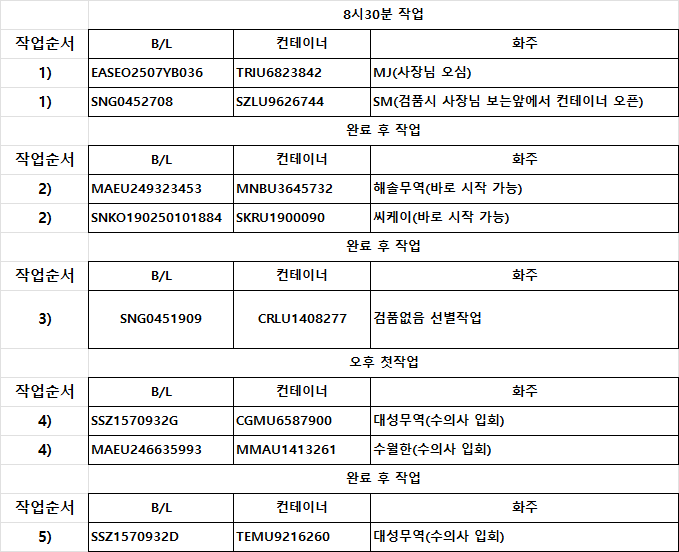 8시30분 작업
작업순서 B/L 컨테이너 화주
1) EASEO2507YB036 TRIU6823842 MJ(사장님 오심)
1) SNG0452708 SZLU9626744 SM(검품시 사장님 보는앞에서 컨테이너 오픈)
완료 후 작업
작업순서 B/L 컨테이너 화주
2) MAEU249323453 MNBU3645732 해솔무역(바로 시작 가능)
2) SNKO190250101884 SKRU1900090 씨케이(바로 시작 가능)
완료 후 작업
작업순서 B/L 컨테이너 화주
3) SNG0451909 CRLU1408277 검품없음 선별작업
오후 첫작업
작업순서 B/L 컨테이너 화주
4) SSZ1570932G CGMU6587900 대성무역(수의사 입회)
4) MAEU246635993 MMAU1413261 수월한(수의사 입회)
완료 후 작업
작업순서 B/L 컨테이너 화주
5) SSZ1570932D TEMU9216260 대성무역(수의사 입회)